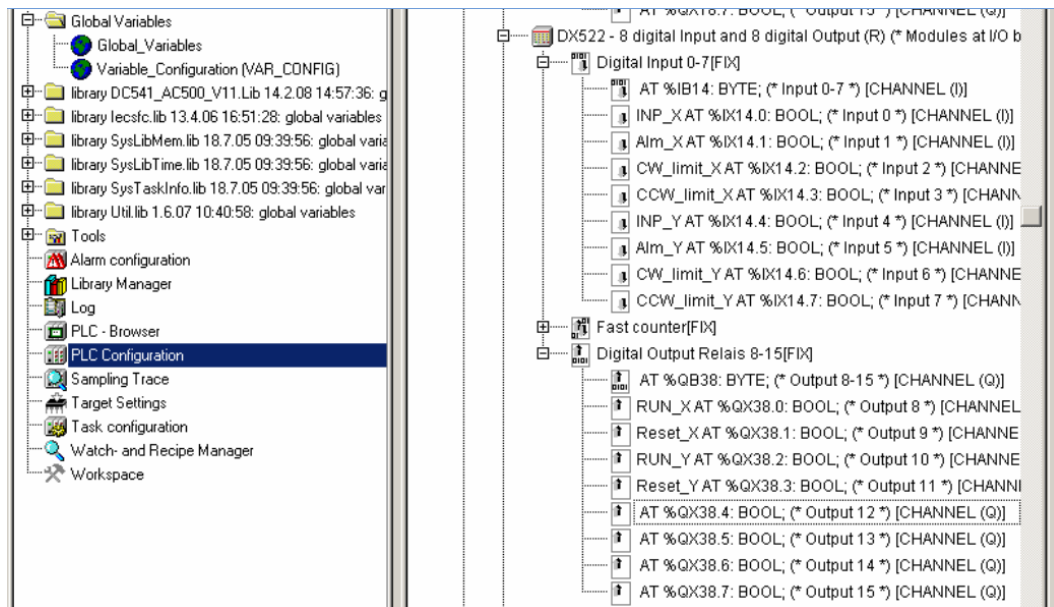 Global Variables
Global_Variables
Variable_Configuration (VAR_CONFIG)
library DC541_AC500_V11.Lib 14.2.08 14:57:36: g
library Iecsfc.lib 13.4.06 16:51:28: global variables
library SysLibMem.lib 18.7.05 09:39:56: global varia
library SysLibTime.lib 18.7.05 09:39:56: global varia
library SysTaskInfo.lib 18.7.05 09:39:56: global var
library Util.lib 1.6.07 10:40:58: global variables
Tools
Alarm configuration
Library Manager
Log
PLC - Browser
PLC Configuration
Sampling Trace
Target Settings
Task configuration
Watch- and Recipe Manager
Workspace
AT %QX18.7: BOOL; (* Output 15 *) [CHANNEL (Q)]
DX522 - 8 digital Input and 8 digital Output (R) (* Modules at I/O b
Digital Input 0-7[FIX]
AT %IB14: BYTE; (* Input 0-7 *) [CHANNEL (I)]
INP_X AT %IX14.0: BOOL; (* Input 0 *) [CHANNEL (I)]
Alm_X AT %IX14.1: BOOL; (* Input 1 *) [CHANNEL (I)]
CW_limit_X AT %IX14.2: BOOL; (* Input 2 *) [CHANNE
CCW_limit_X AT %IX14.3: BOOL; (* Input 3 *) [CHANN
INP_Y AT %IX14.4: BOOL; (* Input 4 *) [CHANNEL (I)]
Alm_Y AT %IX14.5: BOOL; (* Input 5 *) [CHANNEL (I)]
CW_limit_Y AT %IX14.6: BOOL; (* Input 6 *) [CHANNE
CCW_limit_Y AT %IX14.7: BOOL; (* Input 7 *) [CHANN
Fast counter[FIX]
Digital Output Relais 8-15[FIX]
AT %QB38: BYTE; (* Output 8-15 *) [CHANNEL (Q)]
RUN_X AT %QX38.0: BOOL; (* Output 8 *) [CHANNEL
Reset_X AT %QX38.1: BOOL; (* Output 9 *) [CHANNE
RUN_Y AT %QX38.2: BOOL; (* Output 10 *) [CHANNE
Reset_Y AT %QX38.3: BOOL; (* Output 11 *) [CHANNI
AT %QX38.4: BOOL; (* Output 12 *) [CHANNEL (Q)]
AT %QX38.5: BOOL; (* Output 13 *) [CHANNEL (Q)]
AT %QX38.6: BOOL; (* Output 14 *) [CHANNEL (Q)]
AT %QX38.7: BOOL; (* Output 15 *) [CHANNEL (Q)]